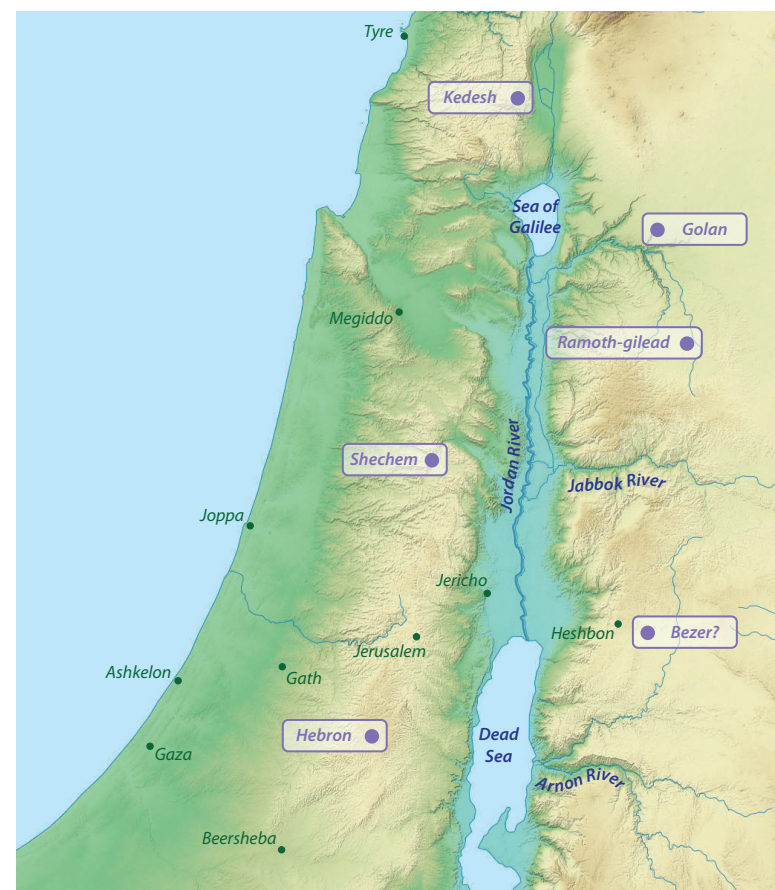 Tyre
Kedesh
Sea of
Galilee
Golan
Megiddo
Ramoth-gilead
Shechem
Jordan River
Jabbok River
Joppa
Jericho
Heshbon
Bezer?
Jerusalem
Ashkelon
Gath
Hebron
Dead
Sea
Gaza
Arnon River
Beersheba